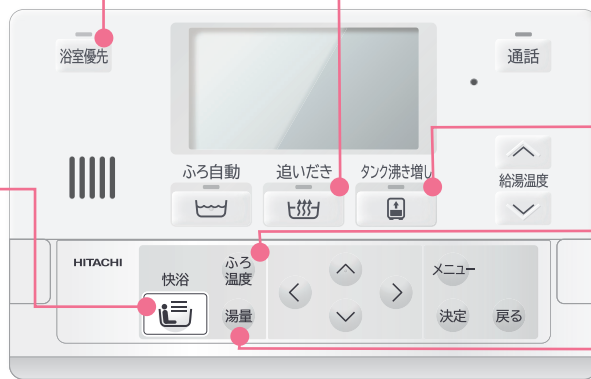 浴室優先
通話
ふろ自動
追いだき
タンク沸き増し
給湯温度
HITACHI
快浴
ふろ
温度
湯量
メニュー
決定
戻る